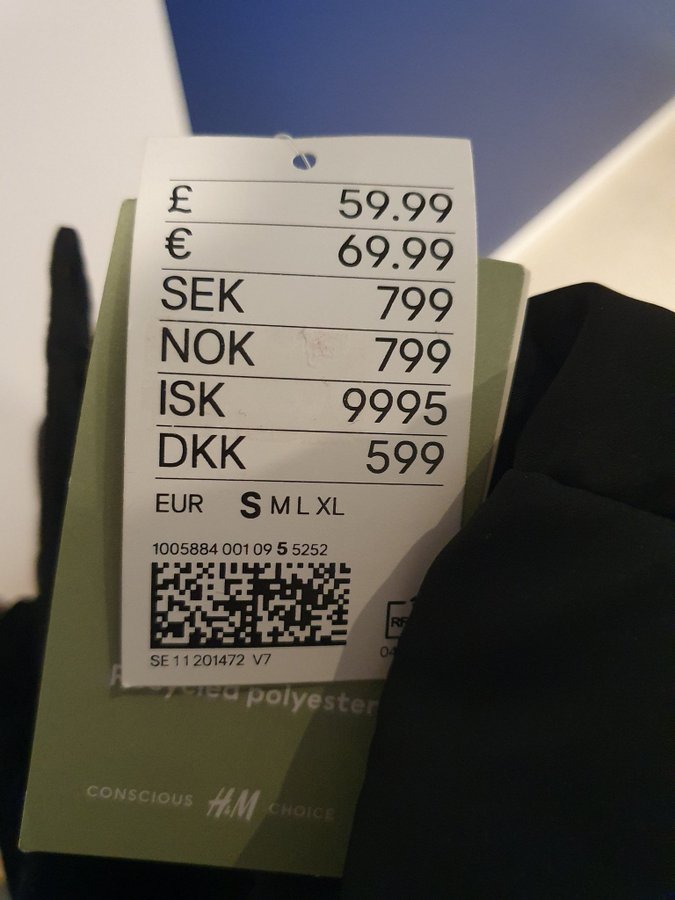 £ 59.99
€ 69.99
SEK 799
NOK 799
ISK 9995
DKK 599
EUR S M L XL
1005884 001 09 5 5252
SE 11 201472 V7
polyester
CONSCIOUS H&M CHOICE